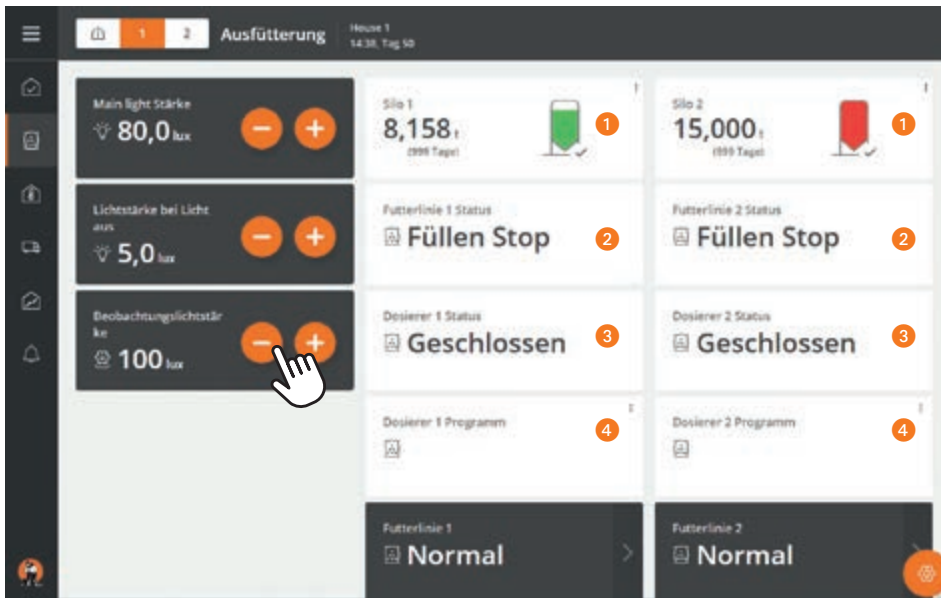 1 2 Ausfütterung House 1
14:38, Tag 50
Main light Stärke
80,0 lux
Lichtstärke bei Licht
aus
5,0 lux
Beobachtungslichtstär
ke
100 lux
Silo 1
8,158 t
(999 Tage)
1
Futterlinie 1 Status
Füllen Stop
2
Dosierer 1 Status
Geschlossen
3
Dosierer 1 Programm
4
Futterlinie 1
Normal
Silo 2
15,000 t
(999 Tage)
1
Futterlinie 2 Status
Füllen Stop
2
Dosierer 2 Status
Geschlossen
3
Dosierer 2 Programm
4
Futterlinie 2
Normal